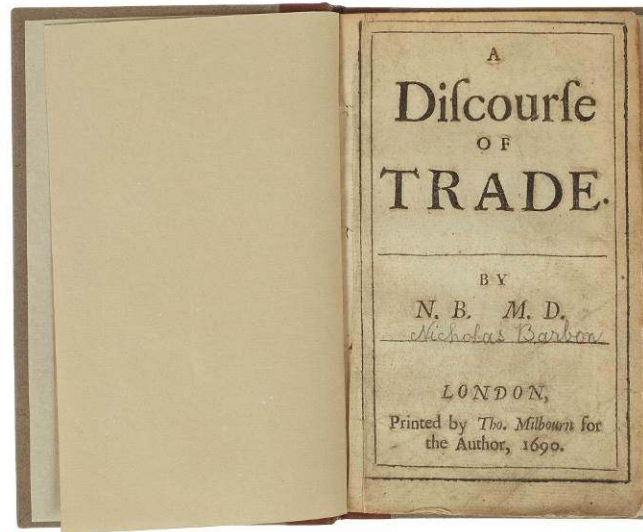 A
Diſcourſe
OF
TRADE.
BY
N. B. M. D.
Nicholas Barbon
LONDON,
Printed by Tho. Milbourn for
the Author, 1690.